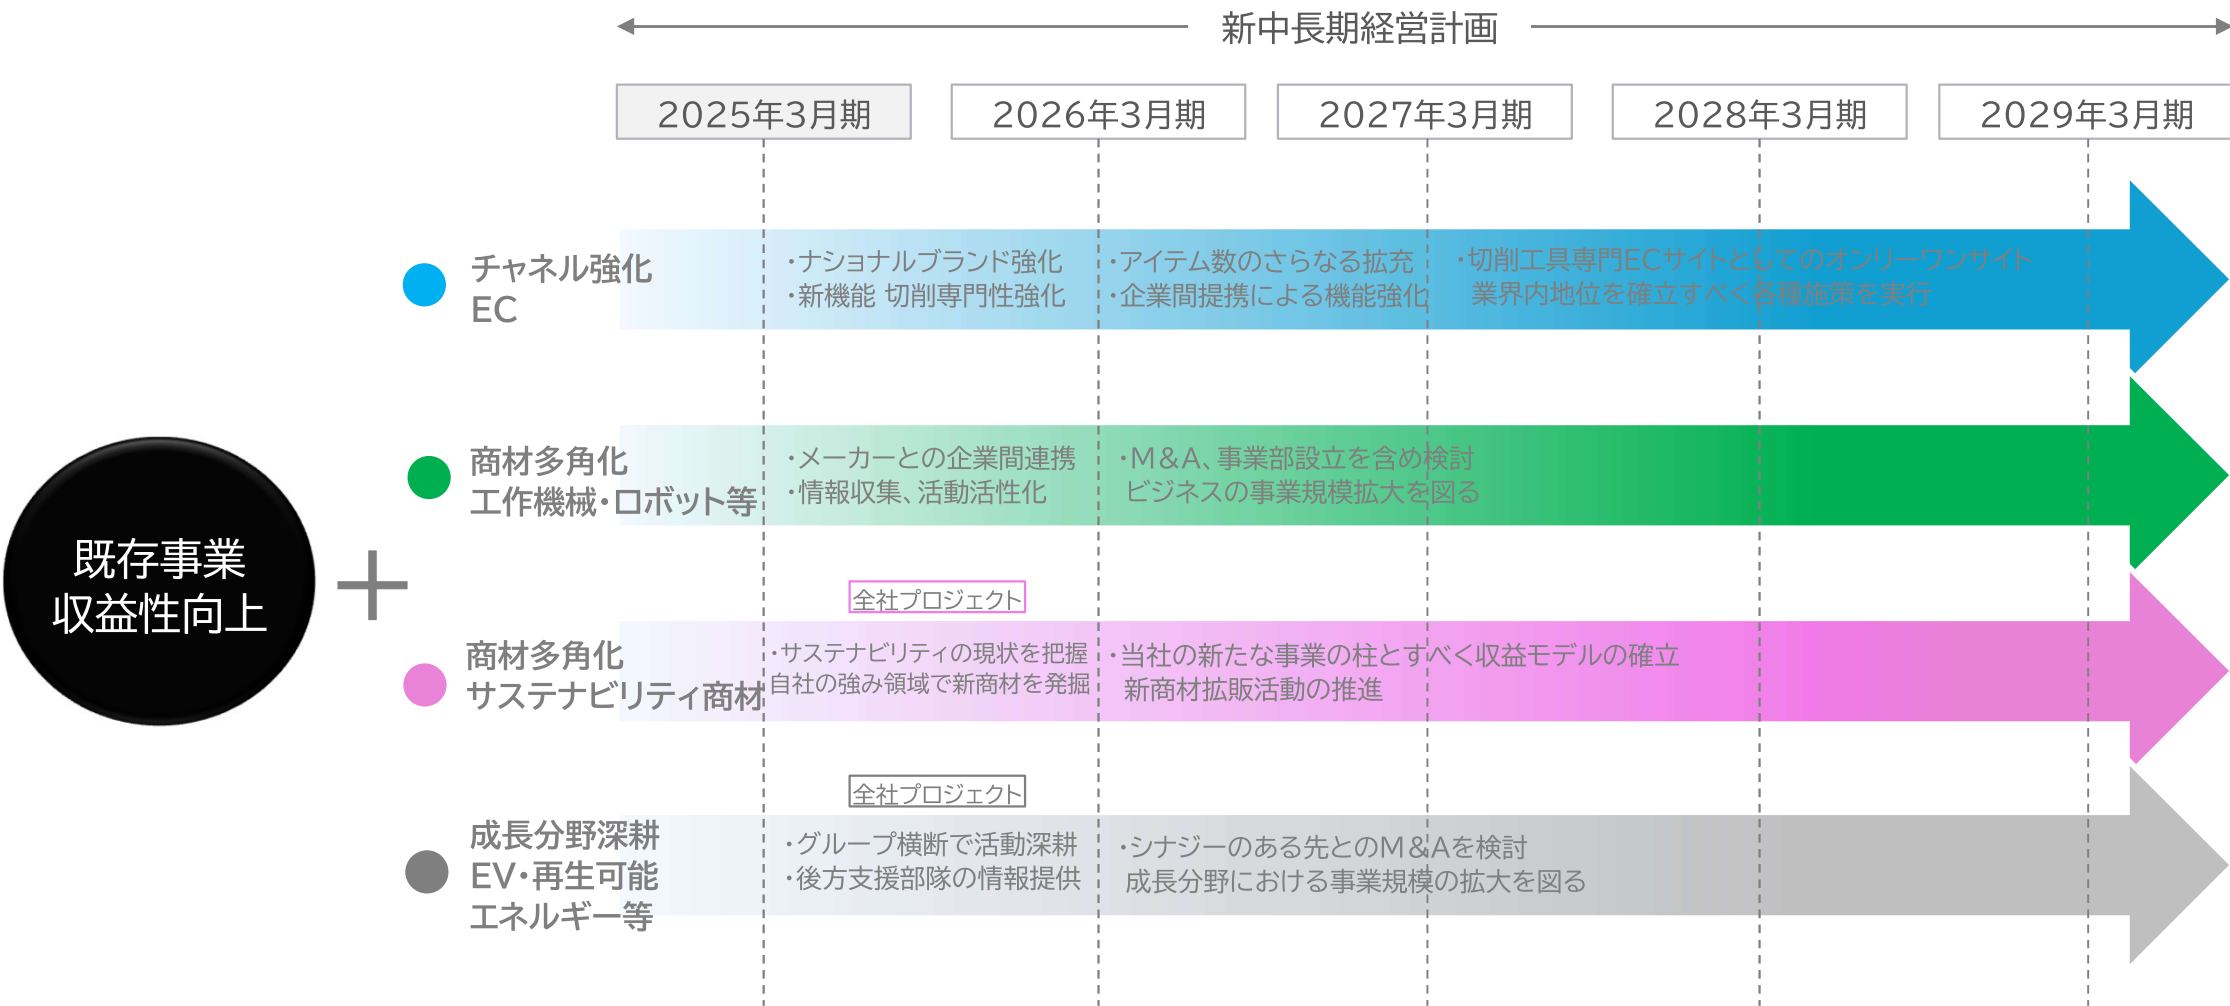 新中長期経営計画
2025年3月期
2026年3月期
2027年3月期
2028年3月期
2029年3月期
チャネル強化
EC
・ナショナルブランド強化
・新機能 切削専門性強化
・アイテム数のさらなる拡充
・企業間提携による機能強化
・切削工具専門ECサイトとしてのオンリーワンサイト
業界内地位を確立すべく各種施策を実行
商材多角化
工作機械・ロボット等
・メーカーとの企業間連携
・情報収集、活動活性化
・M&A、事業部設立を含め検討
ビジネスの事業規模拡大を図る
既存事業
収益性向上
+
全社プロジェクト
商材多角化
サステナビリティ商材
・サステナビリティの現状を把握
自社の強み領域で新商材を発掘
・当社の新たな事業の柱とすべく収益モデルの確立
新商材拡販活動の推進
全社プロジェクト
成長分野深耕
EV・再生可能
エネルギー等
・グループ横断で活動深耕
・後方支援部隊の情報提供
・シナジーのある先とのM&Aを検討
成長分野における事業規模の拡大を図る